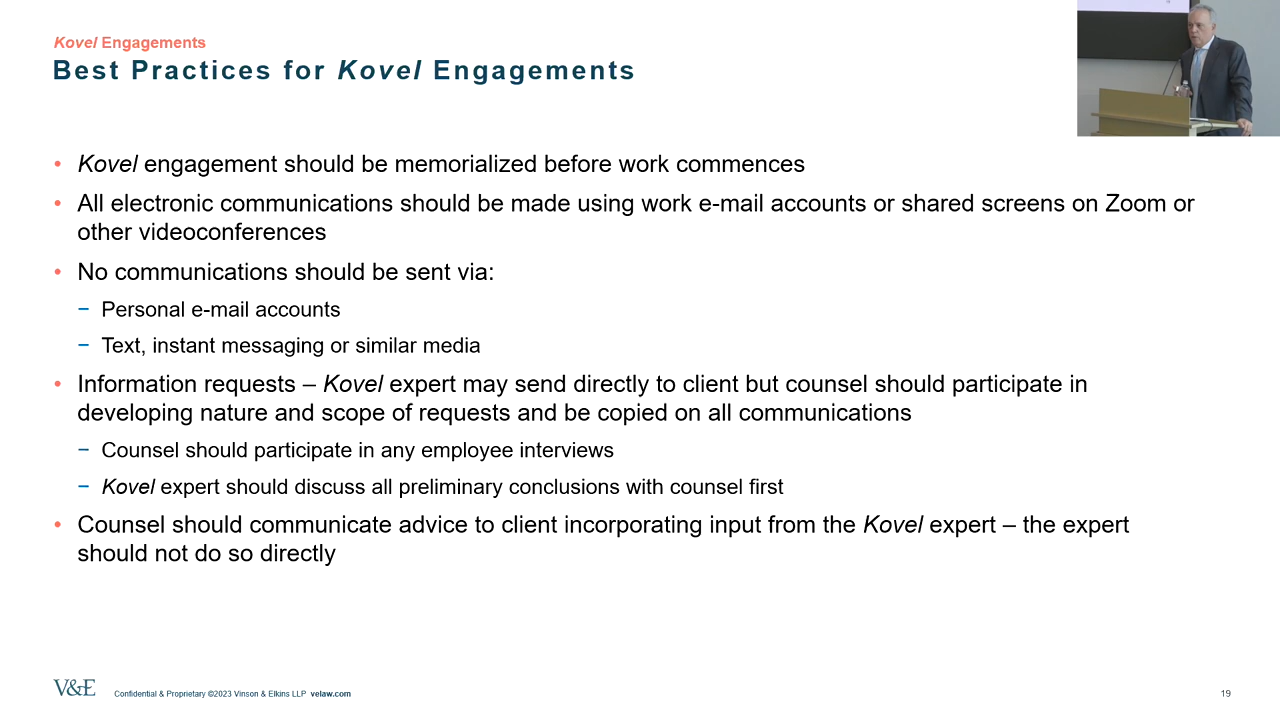 Kovel Engagements
Best Practices for Kovel Engagements
• Kovel engagement should be memorialized before work commences
• All electronic communications should be made using work e-mail accounts or shared screens on Zoom or
other videoconferences
• No communications should be sent via:
− Personal e-mail accounts
− Text, instant messaging or similar media
• Information requests – Kovel expert may send directly to client but counsel should participate in
developing nature and scope of requests and be copied on all communications
− Counsel should participate in any employee interviews
− Kovel expert should discuss all preliminary conclusions with counsel first
• Counsel should communicate advice to client incorporating input from the Kovel expert – the expert
should not do so directly
V&E Confidential & Proprietary ©2023 Vinson & Elkins LLP velaw.com 19